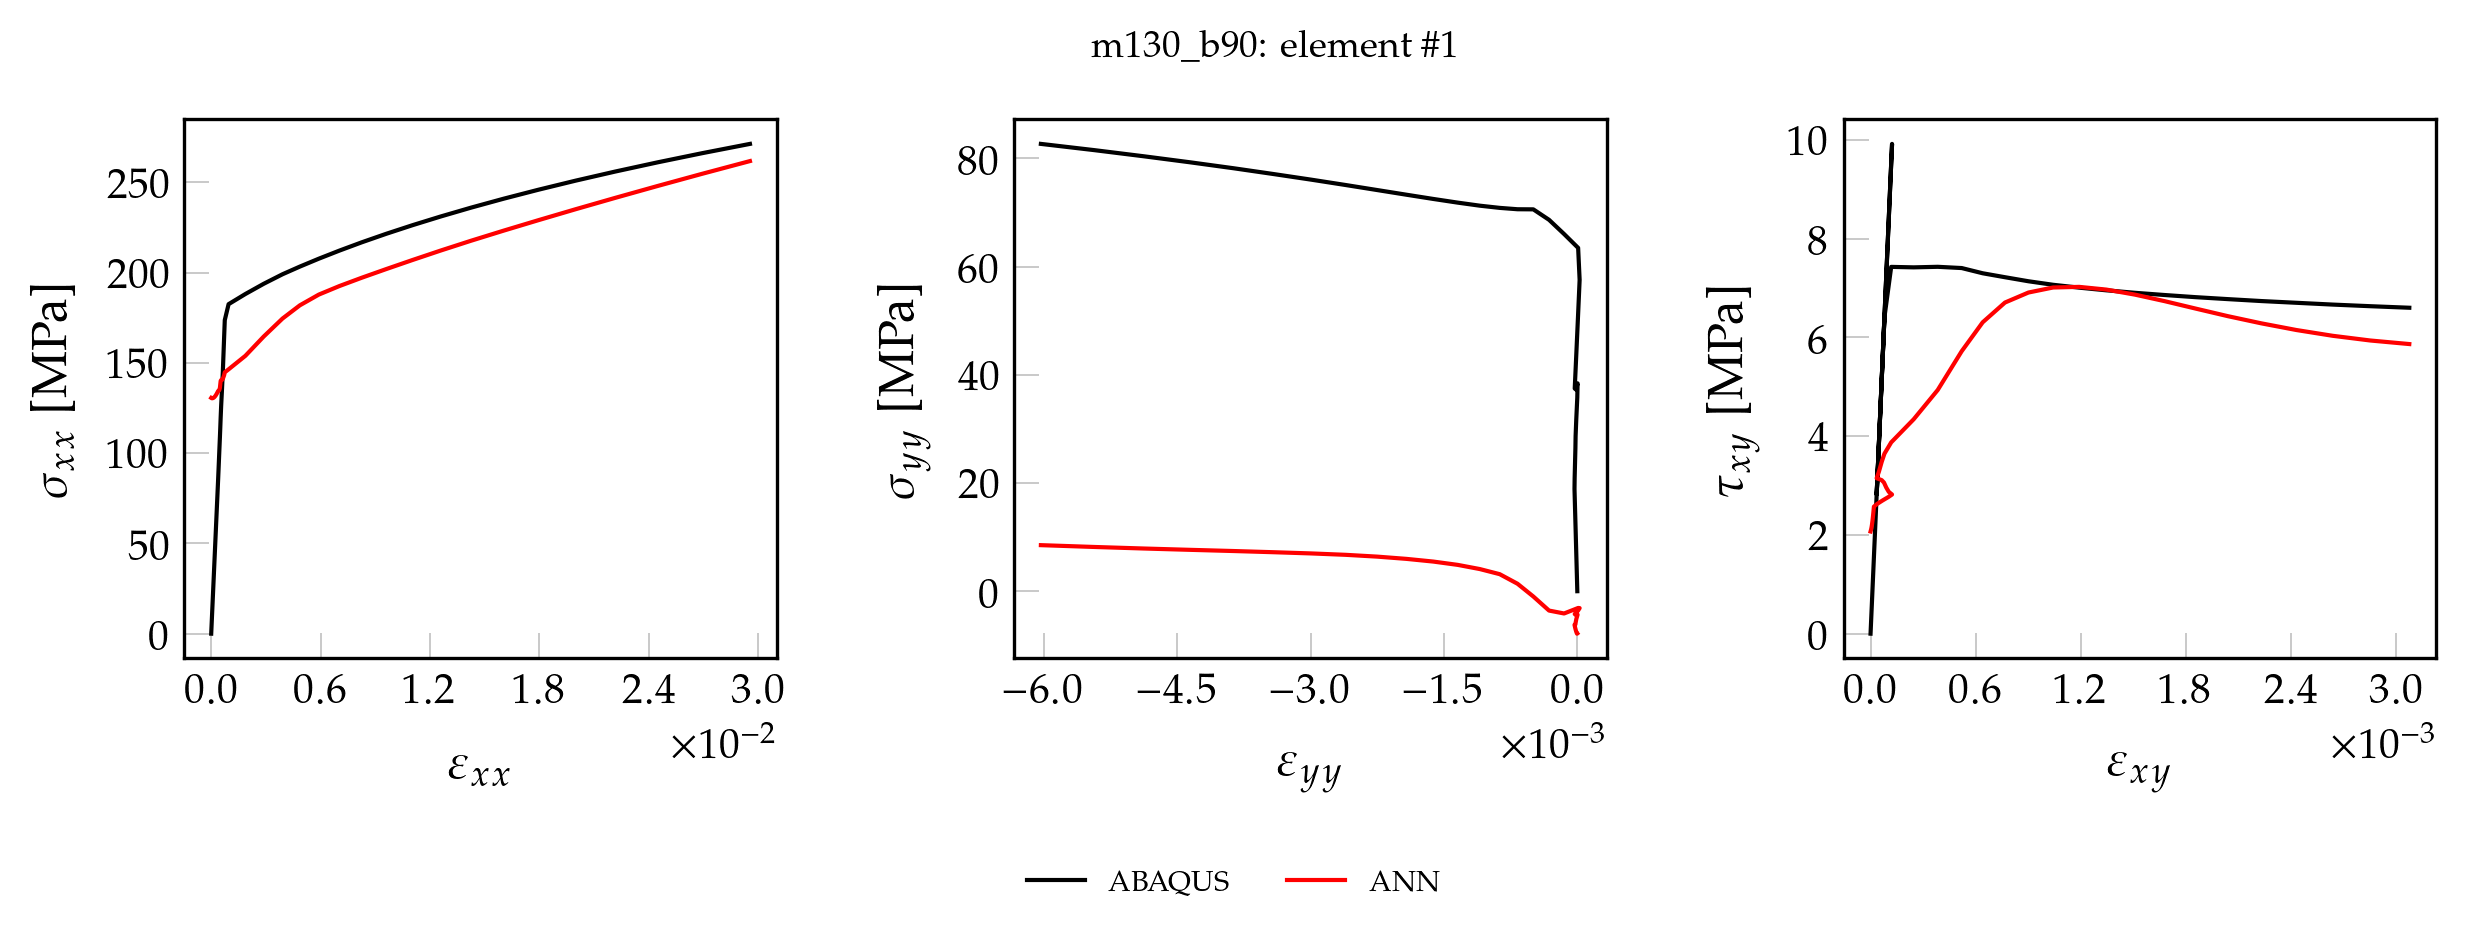 m130_b90: element #1
σxx [MPa]
250
200
150
100
50
0
0.0 0.6 1.2 1.8 2.4 3.0
×10−2
εxx
σyy [MPa]
80
60
40
20
0
−6.0 −4.5 −3.0 −1.5 0.0
×10−3
εyy
τxy [MPa]
10
8
6
4
2
0
0.0 0.6 1.2 1.8 2.4 3.0
×10−3
εxy
ABAQUS ANN